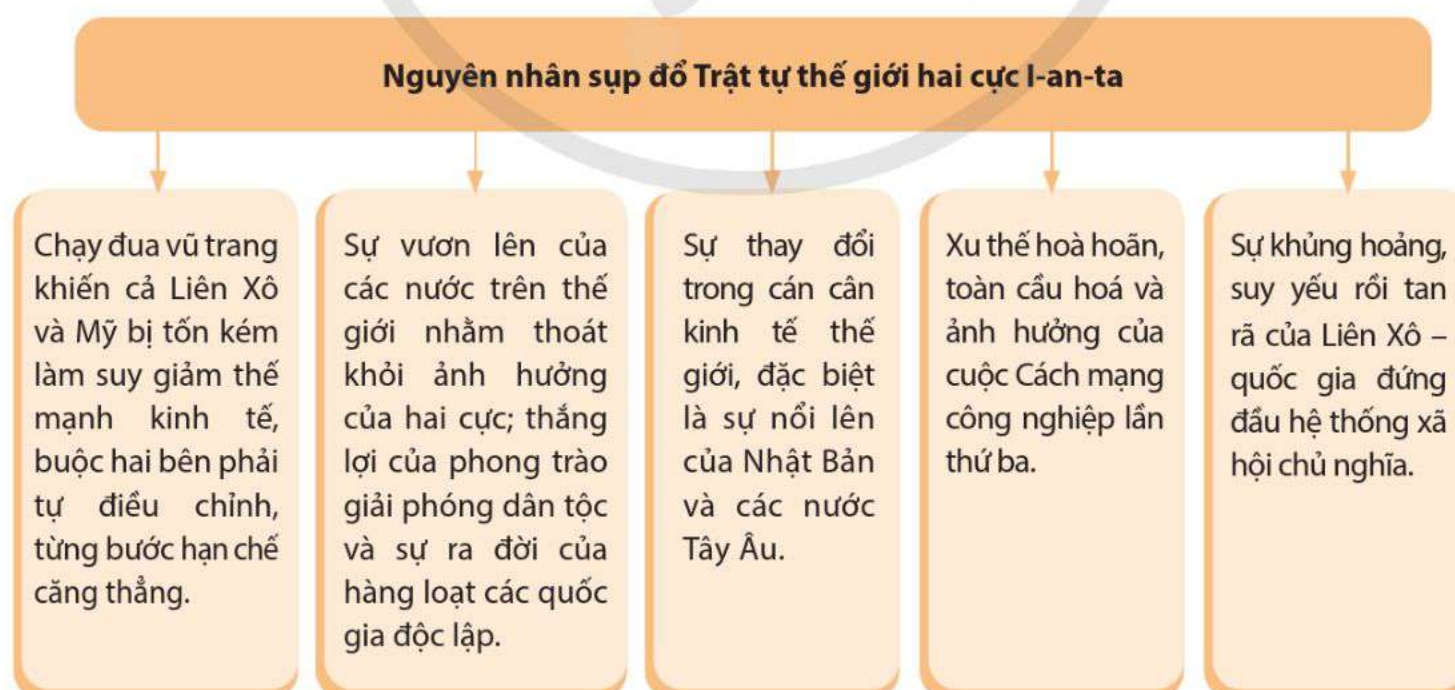 Nguyên nhân sụp đổ Trật tự thế giới hai cực I-an-ta
Chạy đua vũ trang
khiến cả Liên Xô
và Mỹ bị tốn kém
làm suy giảm thế
mạnh kinh tế,
buộc hai bên phải
tự điều chỉnh,
từng bước hạn chế
căng thẳng.
Sự vươn lên của
các nước trên thế
giới nhằm thoát
khỏi ảnh hưởng
của hai cực; thắng
lợi của phong trào
giải phóng dân tộc
và sự ra đời của
hàng loạt các quốc
gia độc lập.
Sự thay đổi
trong cán cân
kinh tế thế
giới, đặc biệt
là sự nổi lên
của Nhật Bản
và các nước
Tây Âu.
Xu thế hoà hoãn,
toàn cầu hoá và
ảnh hưởng của
cuộc Cách mạng
công nghiệp lần
thứ ba.
Sự khủng hoảng,
suy yếu rồi tan
rã của Liên Xô –
quốc gia đứng
đầu hệ thống xã
hội chủ nghĩa.